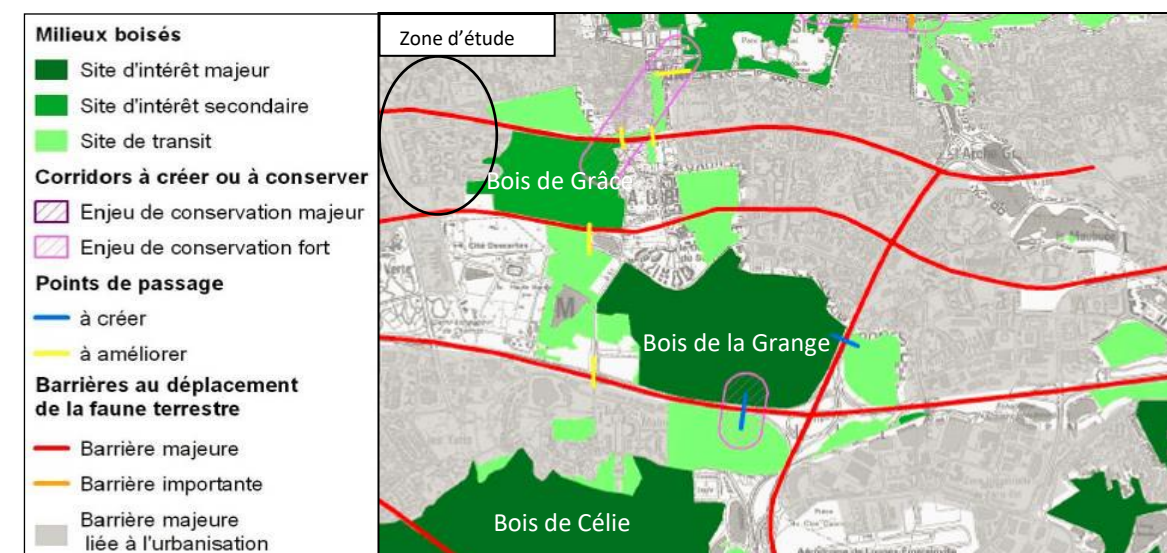 Milieux boisés
Site d'intérêt majeur
Site d'intérêt secondaire
Site de transit
Corridors à créer ou à conserver
Enjeu de conservation majeur
Enjeu de conservation fort
Points de passage
à créer
à améliorer
Barrières au déplacement
de la faune terrestre
Barrière majeure
Barrière importante
Barrière majeure
liée à l'urbanisation
Zone d'étude
Bois de Grâce
Cité Descartes
M
Bois de la Grange
Bois de Célie